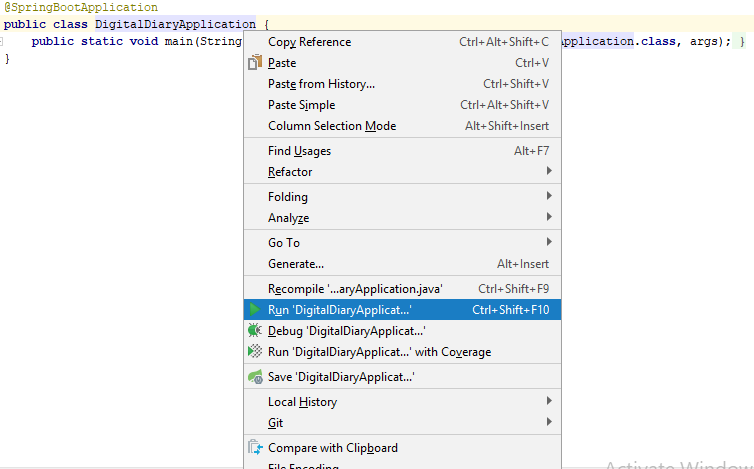 @SpringBootApplication
public class DigitalDiaryApplication {
public static void main(String
Application.class, args); }
}
Copy Reference Ctrl+Alt+Shift+C
Paste Ctrl+V
Paste from History... Ctrl+Shift+V
Paste Simple Ctrl+Alt+Shift+V
Column Selection Mode Alt+Shift+Insert
Find Usages Alt+F7
Refactor
Folding
Analyze
Go To
Generate... Alt+Insert
Recompile '...aryApplication.java' Ctrl+Shift+F9
Run 'DigitalDiaryApplicat...' Ctrl+Shift+F10
Debug 'DigitalDiaryApplicat...'
Run 'DigitalDiaryApplicat...' with Coverage
Save 'DigitalDiaryApplicat...'
Local History
Git
Compare with Clipboard
File Encoding
Activate Window